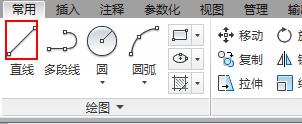 常用 插入 注释 参数化 视图 管理
直线 多段线 圆 圆弧 移动
复制
拉伸
绘图